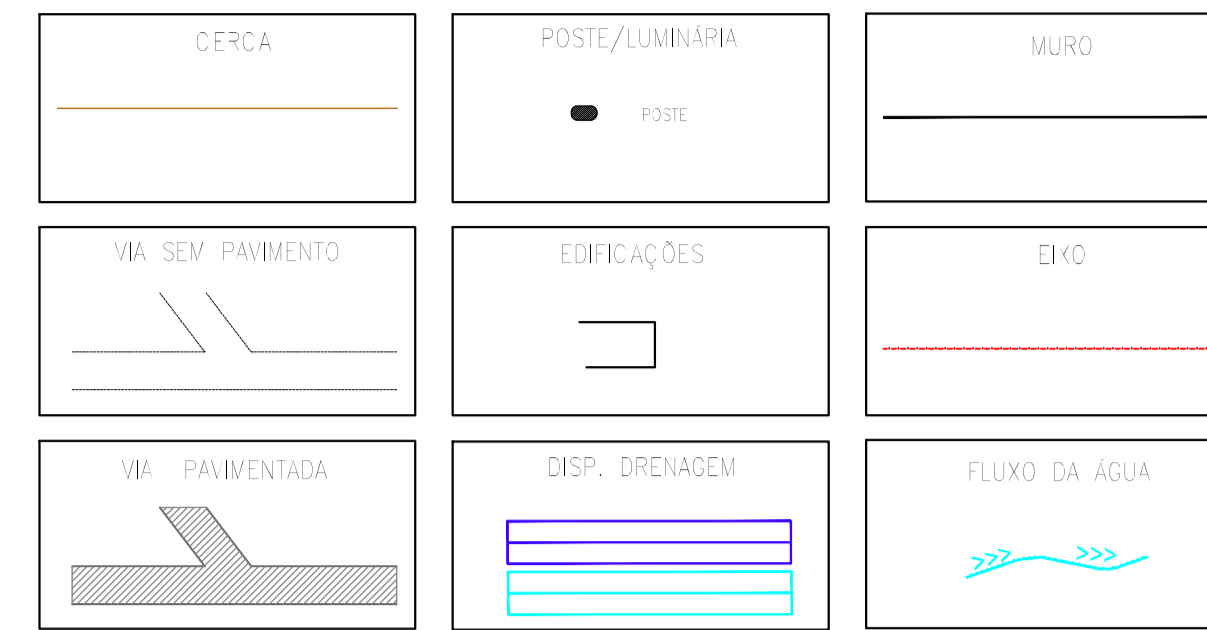 CERCA
POSTE/LUMINÁRIA
MURO
POSTE
VIA SEM PAVIMENTO
EDIFICAÇÕES
EIXO
VIA PAVIMENTADA
DISP. DRENAGEM
FLUXO DA ÁGUA